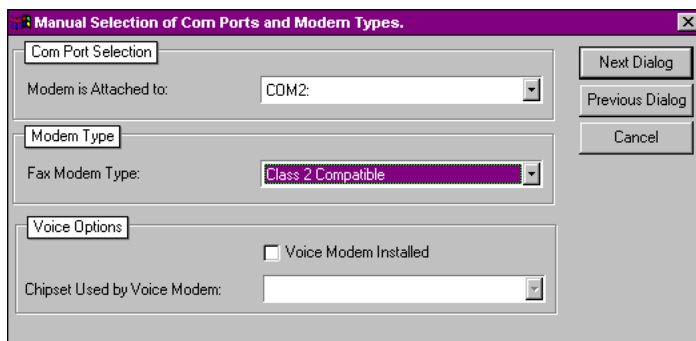 Manual Selection of Com Ports and Modem Types.
Com Port Selection
Modem is Attached to: COM2:
Next Dialog
Previous Dialog
Cancel
Modem Type
Fax Modem Type: Class 2 Compatible
Voice Options
Voice Modem Installed
Chipset Used by Voice Modem: